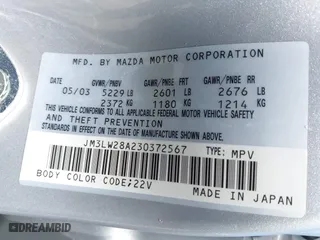 MFD. BY MAZDA MOTOR CORPORATION
DATE GVWR/PNBV GAWR/PNBE FRT GAWR/PNBE RR
05/03 5229 LB 2601 LB 2676 LB
2372 KG 1180 KG 1214 KG
THIS VEHICLE CONFORMS TO ALL
APPLICABLE FEDERAL MOTOR VEHICLE SAFETY
AND THEFT PREVENTION
STANDARDS IN EFFECT ON THE DATE OF MANUFACTURE SHOWN ABOVE
JM3LW28A230372567 TYPE: MPV
BODY COLOR CODE;22V MADE IN JAPAN
DREAMBID